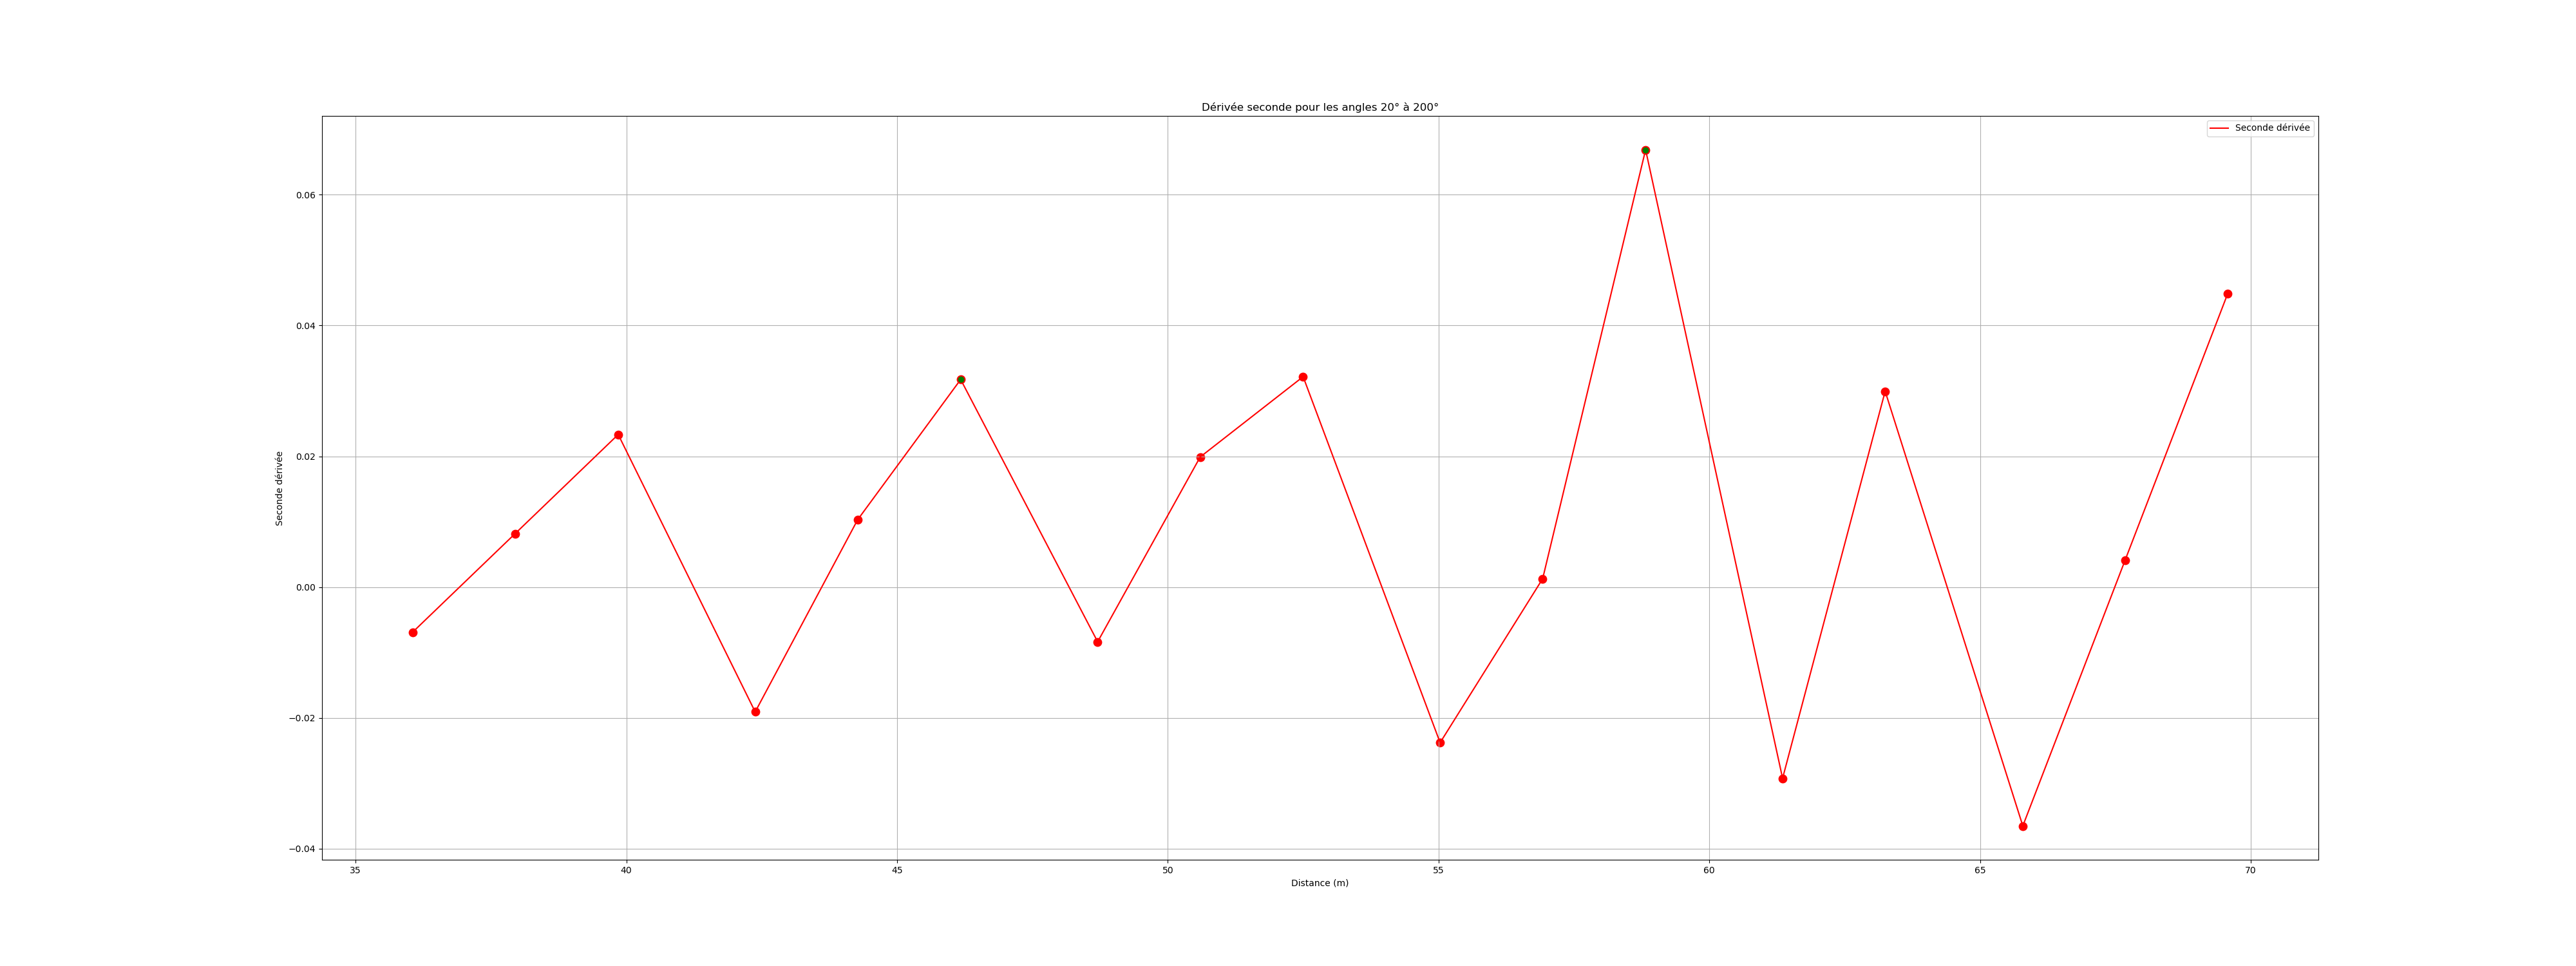 Dérivée seconde pour les angles 20° à 200°
Seconde dérivée
0.06
0.04
0.02
0.00
−0.02
−0.04
Seconde dérivée
35 40 45 50 55 60 65 70
Distance (m)